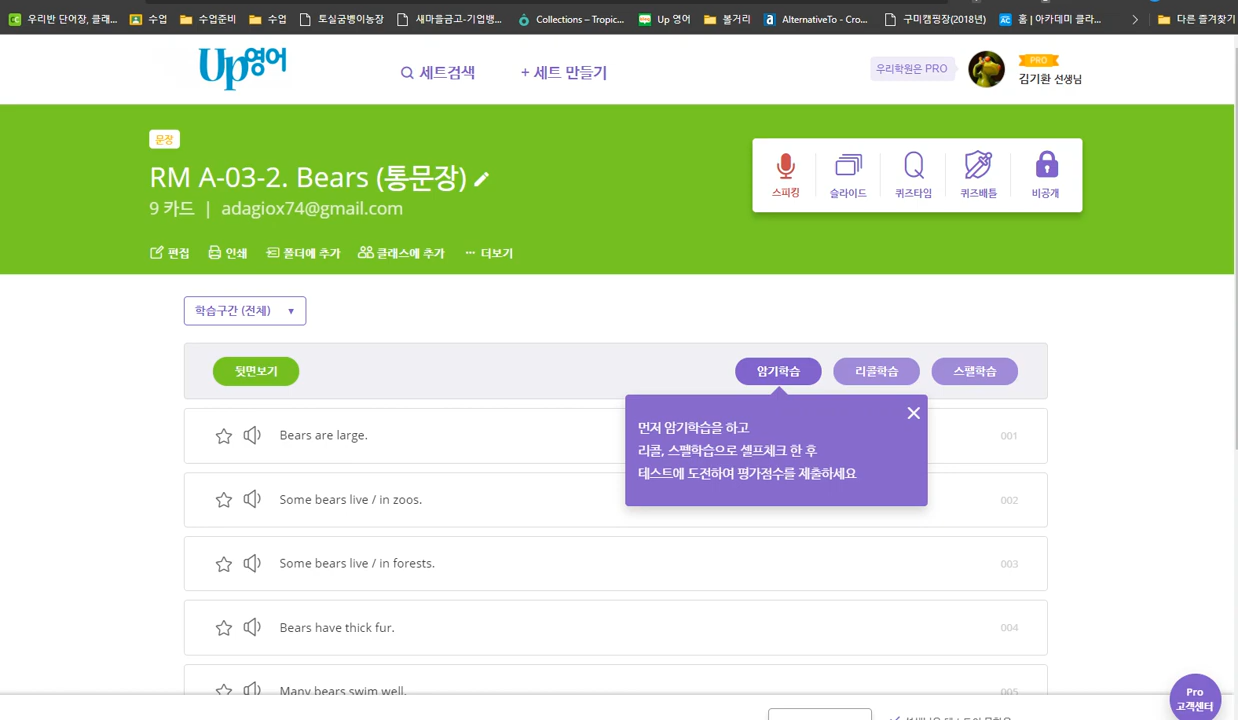 우리반 단어장, 클래... 수업 수업준비 수업 토실굼벵이농장 새마을금고-기업뱅... Collections – Tropic... Up 영어 볼거리 AlternativeTo - Cro... 구미캠핑장(2018년) 홈 | 아카데미 클라... 다른 즐겨찾기
Up영어
세트검색
+ 세트 만들기
우리학원은 PRO
PRO
김기환 선생님
문장
RM A-03-2. Bears (통문장)
9 카드 | adagiox74@gmail.com
스피킹
슬라이드
퀴즈타임
퀴즈배틀
비공개
편집
인쇄
폴더에 추가
클래스에 추가
··· 더보기
학습구간 (전체) ▼
뒷면보기
암기학습
리콜학습
스펠학습
먼저 암기학습을 하고
리콜, 스펠학습으로 셀프체크 한 후
테스트에 도전하여 평가점수를 제출하세요
Bears are large.
001
Some bears live / in zoos.
002
Some bears live / in forests.
003
Bears have thick fur.
004
Many bears swim well.
005
Pro
고객센터